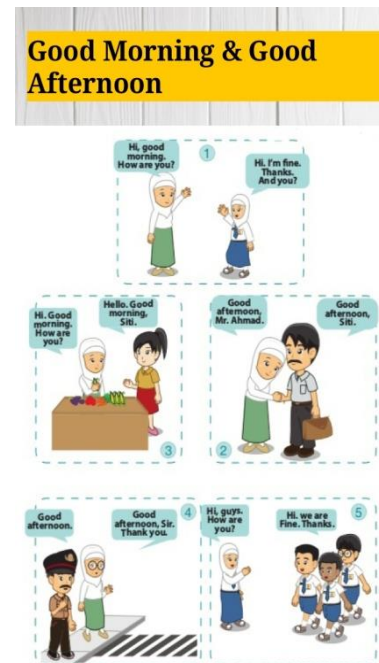 Good Morning & Good
Afternoon
1
Hi, good
morning.
How are you?
Hi. I'm fine.
Thanks.
And you?
Hi. Good
morning.
How are
you?
Hello. Good
morning,
Siti.
3
Good
afternoon,
Mr. Ahmad.
Good
afternoon,
Siti.
2
Good
afternoon.
Good
afternoon, Sir.
Thank you.
4
Hi, guys.
How are
you?
Hi. we are
Fine. Thanks.
5